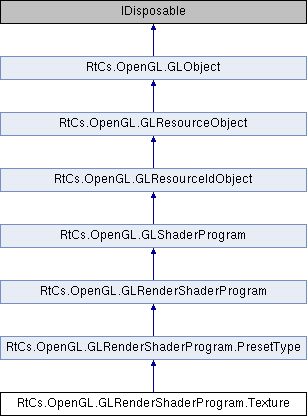 IDisposable
RtCs.OpenGL.GLObject
RtCs.OpenGL.GLResourceObject
RtCs.OpenGL.GLResourceIdObject
RtCs.OpenGL.GLShaderProgram
RtCs.OpenGL.GLRenderShaderProgram
RtCs.OpenGL.GLRenderShaderProgram.PresetType
RtCs.OpenGL.GLRenderShaderProgram.Texture